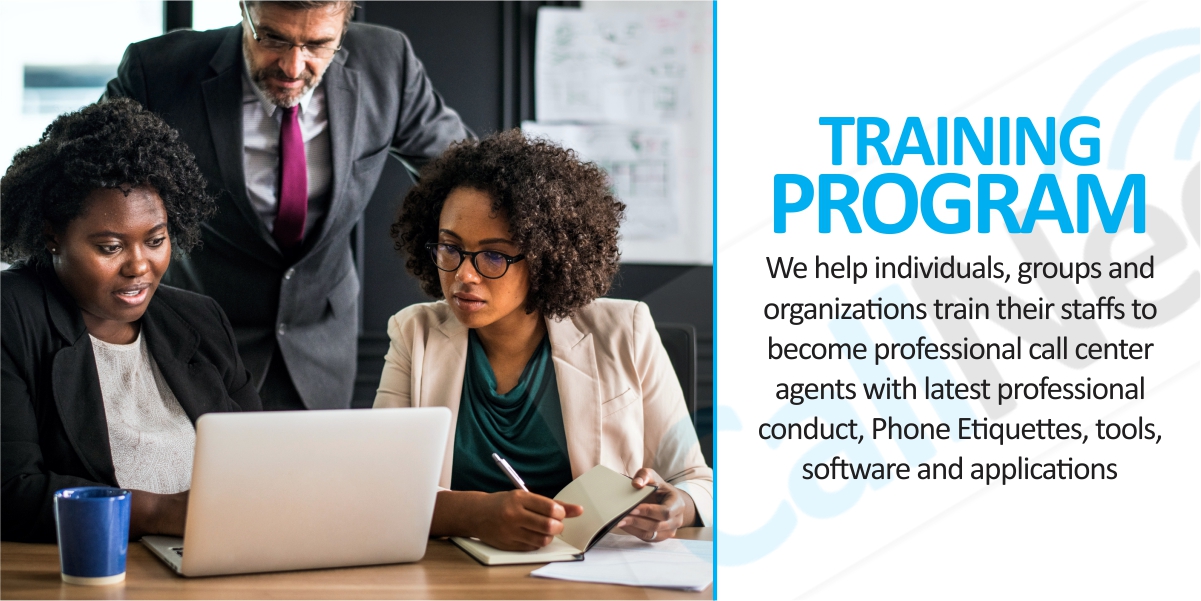 TRAINING
PROGRAM
We help individuals, groups and
organizations train their staffs to
become professional call center
agents with latest professional
conduct, Phone Etiquettes, tools,
software and applications